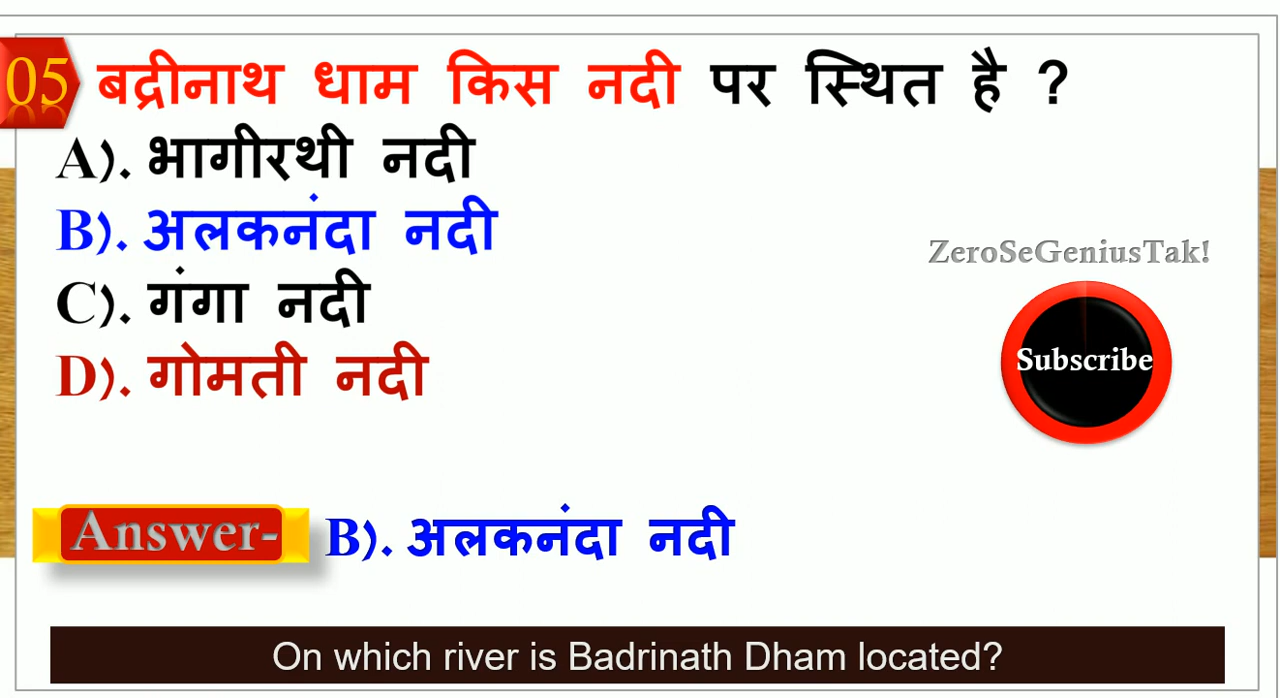 05 बद्रीनाथ धाम किस नदी पर स्थित है ?
A). भागीरथी नदी
B). अलकनंदा नदी
C). गंगा नदी
D). गोमती नदी
ZeroSeGeniusTak!
Subscribe
Answer- B). अलकनंदा नदी
On which river is Badrinath Dham located?